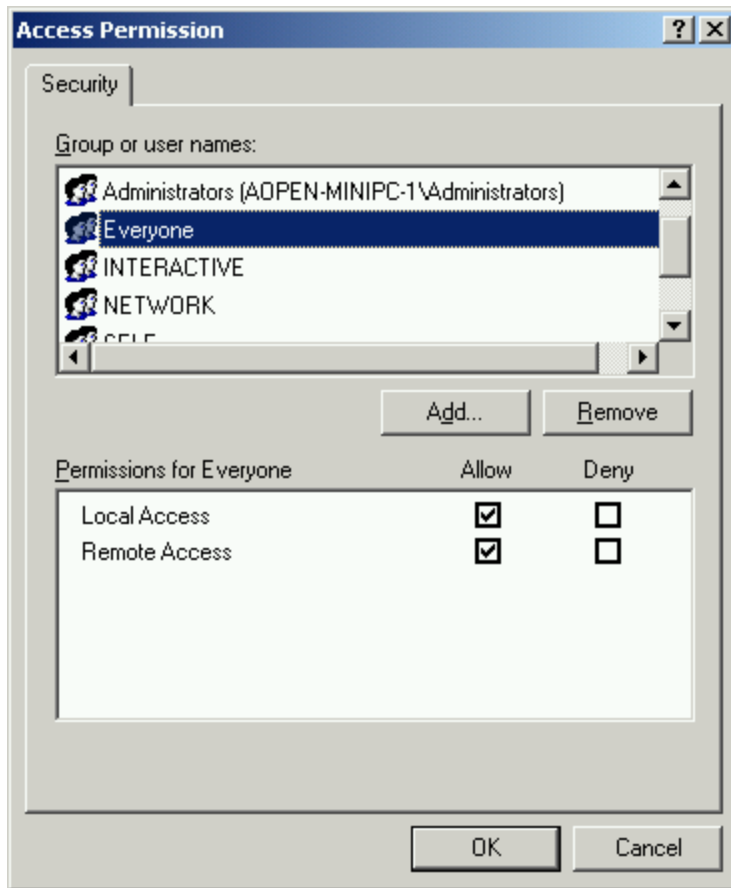 Access Permission
Security
Group or user names:
Administrators (AOPEN-MINIPC-1\Administrators)
Everyone
INTERACTIVE
NETWORK
Add... Remove
Permissions for Everyone Allow Deny
Local Access
Remote Access
OK Cancel